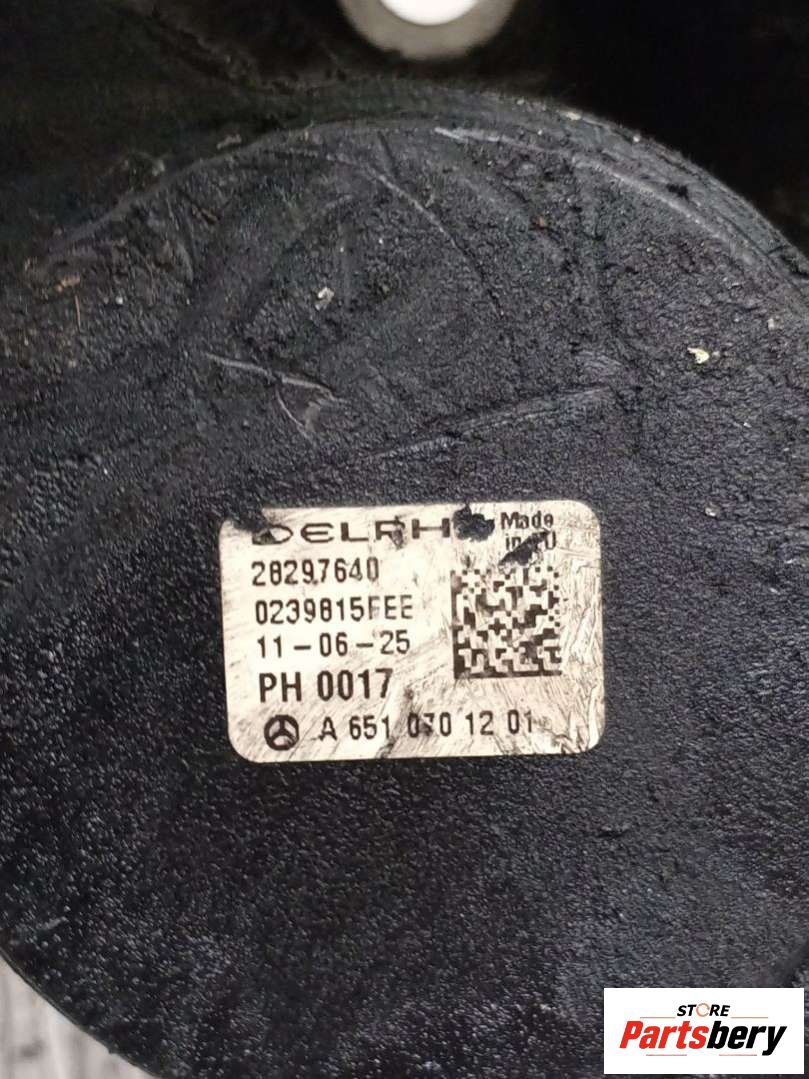 DELPHI
Made
in EU
28297640
0239815FEE
11-06-25
PH 0017
A 651 070 12 01
STORE
Partsbery